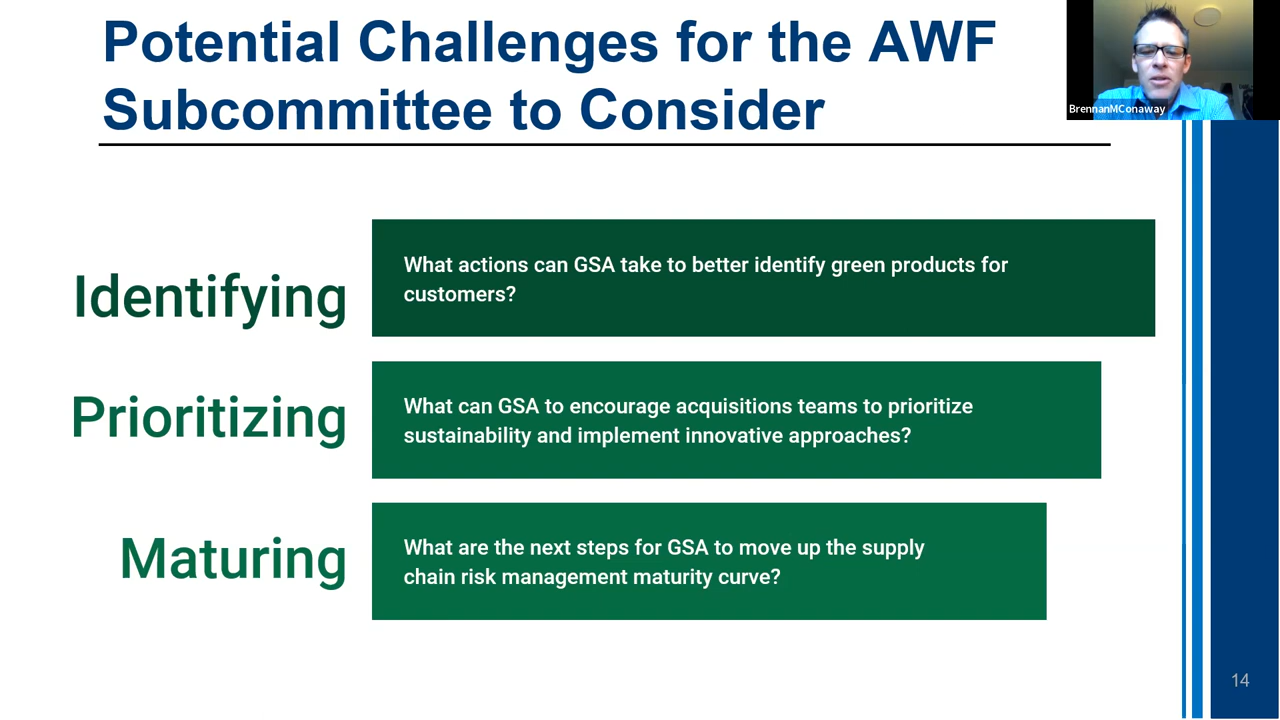 Potential Challenges for the AWF
Subcommittee to Consider
BrennanMConaway
Identifying
What actions can GSA take to better identify green products for
customers?
Prioritizing
What can GSA to encourage acquisitions teams to prioritize
sustainability and implement innovative approaches?
Maturing
What are the next steps for GSA to move up the supply
chain risk management maturity curve?
14